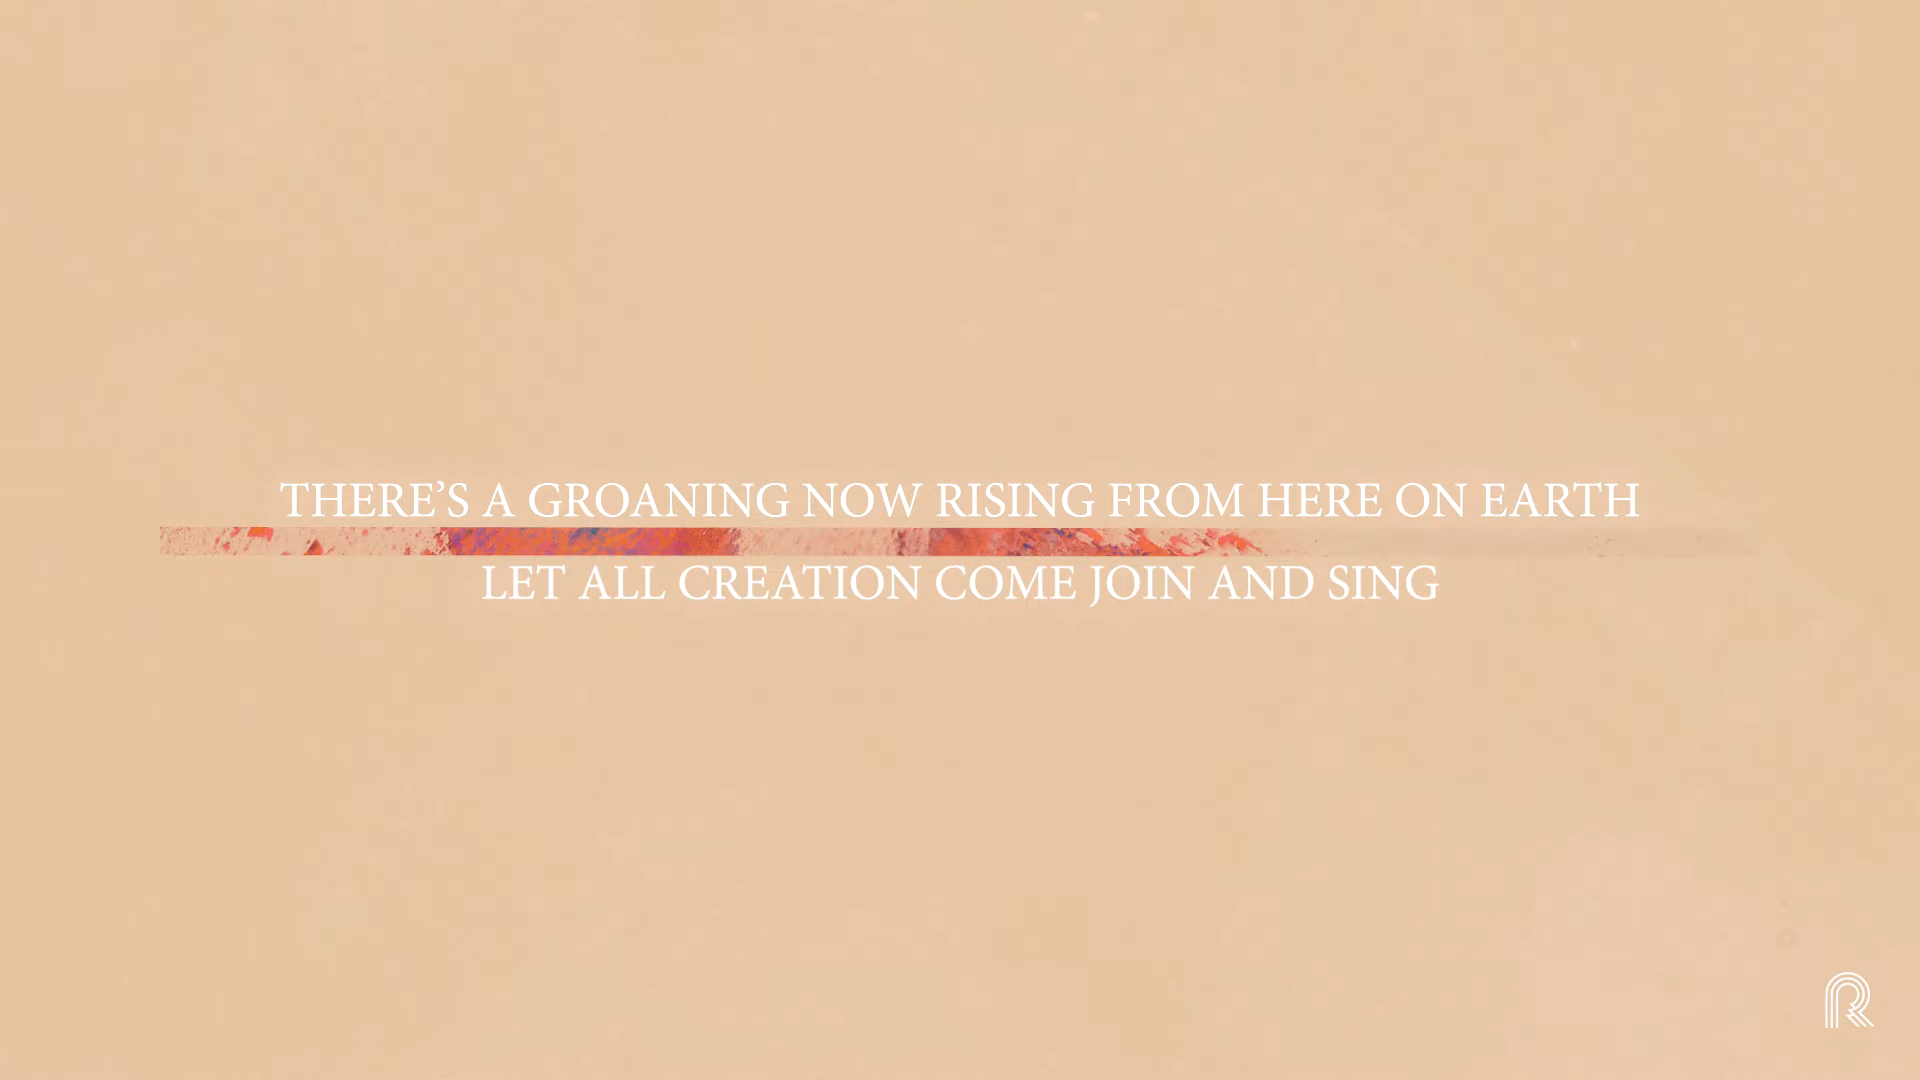 THERE’S A GROANING NOW RISING FROM HERE ON EARTH
LET ALL CREATION COME JOIN AND SING
R